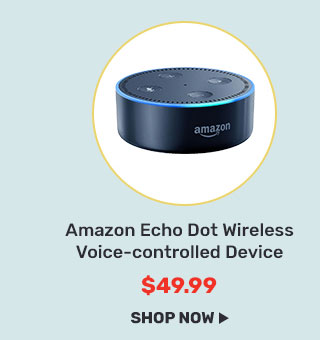 amazon
Amazon Echo Dot Wireless
Voice-controlled Device
$49.99
SHOP NOW ▶